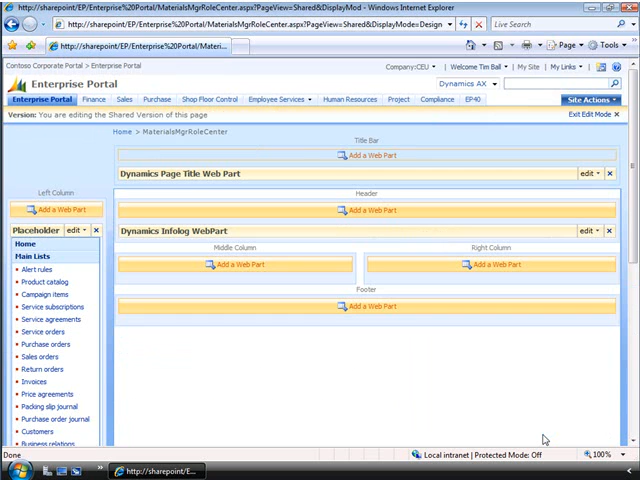 http://sharepoint/EP/Enterprise%20Portal/MaterialsMgrRoleCenter.aspx?PageView=Shared&DisplayMod - Windows Internet Explorer
http://sharepoint/EP/Enterprise%20Portal/MaterialsMgrRoleCenter.aspx?PageView=Shared&DisplayMode=Design
Live Search
http://sharepoint/EP/Enterprise%20Portal/Materi...
Page
Tools
Contoso Corporate Portal > Enterprise Portal
Company:CEU
Welcome Tim Ball
My Site
My Links
Enterprise Portal
Dynamics AX
Enterprise Portal
Finance
Sales
Purchase
Shop Floor Control
Employee Services
Human Resources
Project
Compliance
EP40
Site Actions
Version: You are editing the Shared Version of this page
Exit Edit Mode
Home > MaterialsMgrRoleCenter
Title Bar
Add a Web Part
Dynamics Page Title Web Part
edit
Left Column
Header
Add a Web Part
Add a Web Part
Placeholder
edit
Dynamics Infolog WebPart
edit
Home
Middle Column
Right Column
Main Lists
Add a Web Part
Add a Web Part
Alert rules
Product catalog
Footer
Campaign items
Add a Web Part
Service subscriptions
Service agreements
Service orders
Purchase orders
Sales orders
Return orders
Invoices
Price agreements
Packing slip journal
Purchase order journal
Customers
Business relations
Done
Local intranet | Protected Mode: Off
100%
http://sharepoint/E...